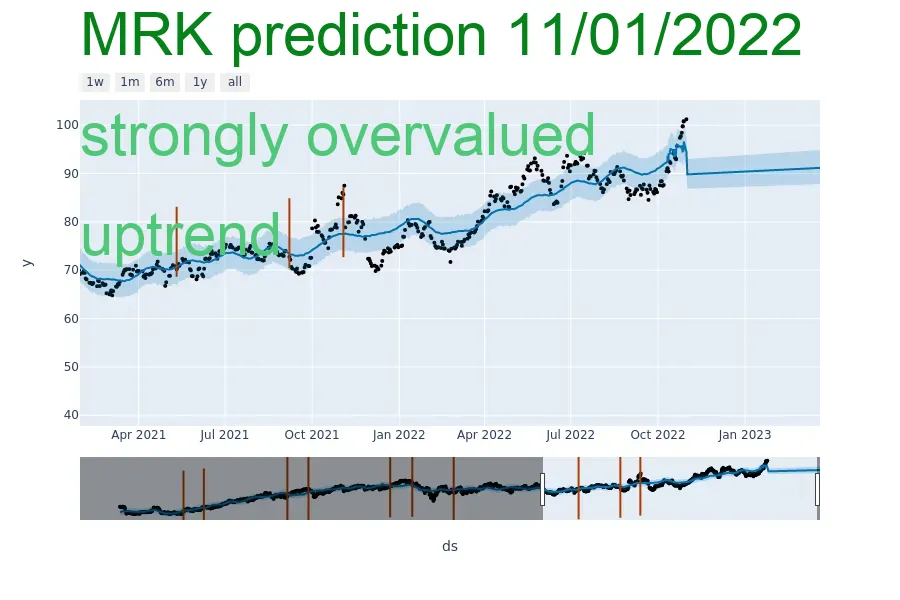 MRK prediction 11/01/2022
1w 1m 6m 1y all
strongly overvalued
uptrend
100
90
80
70
60
50
40
y
Apr 2021 Jul 2021 Oct 2021 Jan 2022 Apr 2022 Jul 2022 Oct 2022 Jan 2023
ds